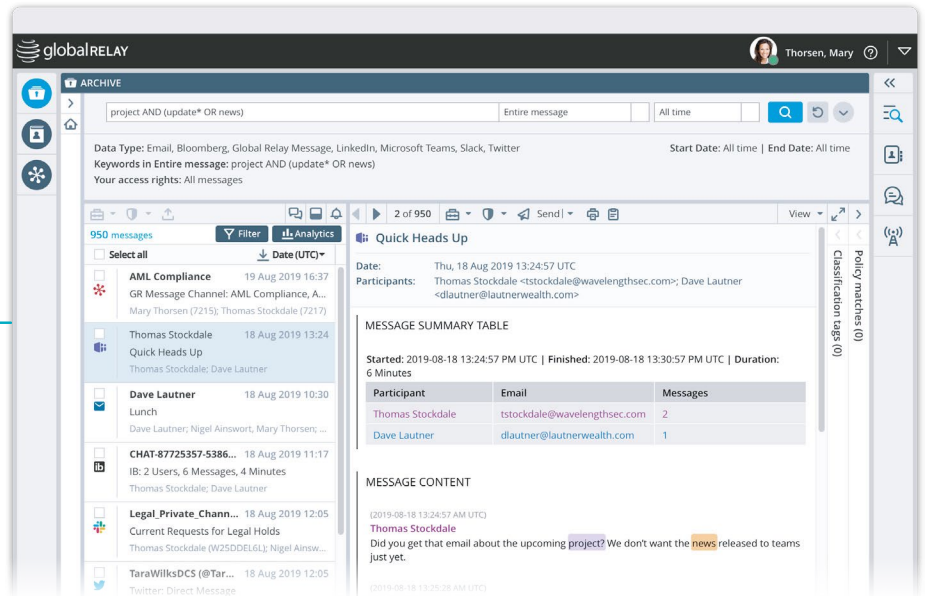 globalRELAY
Thorsen, Mary
ARCHIVE
project AND (update* OR news)
Entire message
All time
Data Type: Email, Bloomberg, Global Relay Message, LinkedIn, Microsoft Teams, Slack, Twitter
Start Date: All time | End Date: All time
Keywords in Entire message: project AND (update* OR news)
Your access rights: All messages
950 messages
Filter
Analytics
Select all
Date (UTC)
AML Compliance 19 Aug 2019 16:37
GR Message Channel: AML Compliance, A...
Mary Thorsen (7215); Thomas Stockdale (7217)
Thomas Stockdale 18 Aug 2019 13:24
Quick Heads Up
Thomas Stockdale; Dave Lautner
Dave Lautner 18 Aug 2019 10:30
Lunch
Dave Lautner; Nigel Ainswort, Mary Thorsen; ...
CHAT-87725357-5386... 18 Aug 2019 11:17
IB: 2 Users, 6 Messages, 4 Minutes
Thomas Stockdale; Dave Lautner
Legal_Private_Chann... 18 Aug 2019 12:05
Current Requests for Legal Holds
Thomas Stockdale (W25DDEL6L); Nigel Ainsw...
TaraWilksDCS (@Tar... 18 Aug 2019 12:05
Twitter: Direct Message
2 of 950
Send
View
Quick Heads Up
Date: Thu, 18 Aug 2019 13:24:57 UTC
Participants: Thomas Stockdale <tstockdale@wavelengthsec.com>; Dave Lautner
<dlautner@lautnerwealth.com>
MESSAGE SUMMARY TABLE
Started: 2019-08-18 13:24:57 PM UTC | Finished: 2019-08-18 13:30:57 PM UTC | Duration:
6 Minutes
Participant Email Messages
Thomas Stockdale tstockdale@wavelengthsec.com 2
Dave Lautner dlautner@lautnerwealth.com 1
MESSAGE CONTENT
(2019-08-18 13:24:57 AM UTC)
Thomas Stockdale
Did you get that email about the upcoming project? We don't want the news released to teams
just yet.
(2019-08-18 13:25:28 AM UTC)
Classification tags (0)
Policy matches (0)